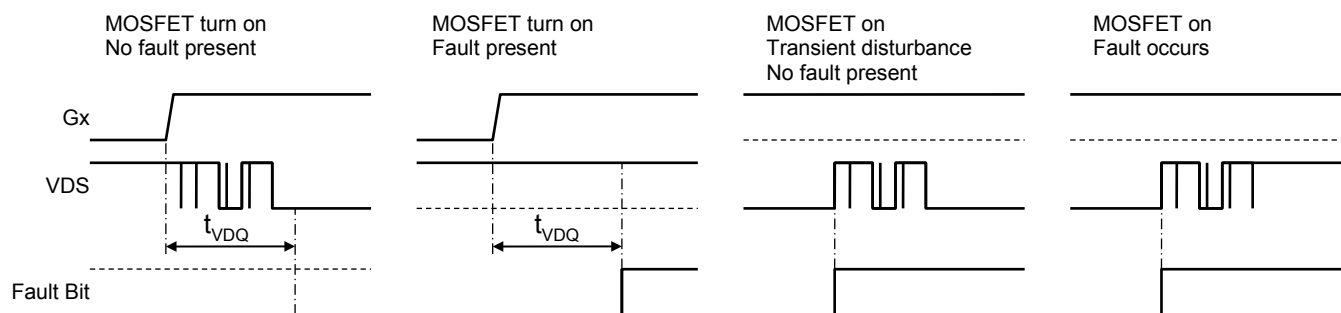 MOSFET turn on
No fault present
MOSFET turn on
Fault present
MOSFET on
Transient disturbance
No fault present
MOSFET on
Fault occurs
Gx
VDS
tVDQ
tVDQ
Fault Bit